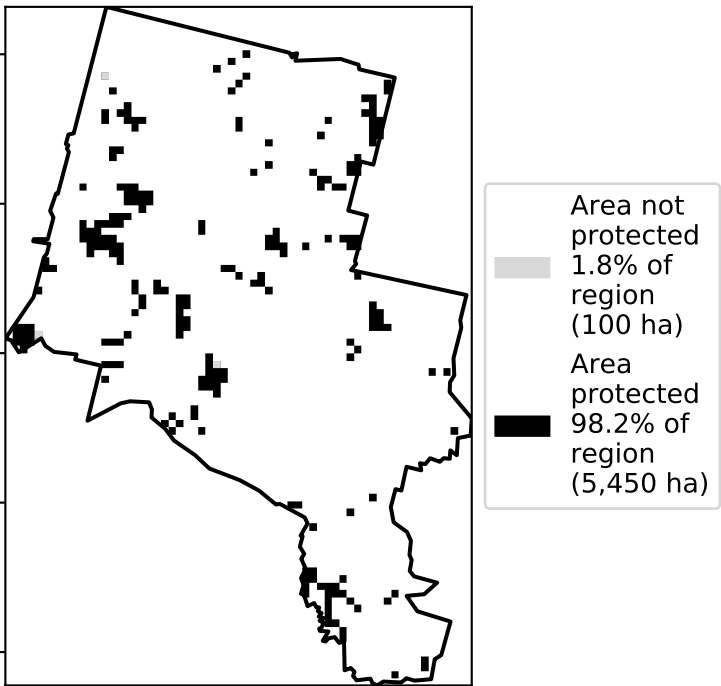 Area not
protected
1.8% of
region
(100 ha)
Area
protected
98.2% of
region
(5,450 ha)